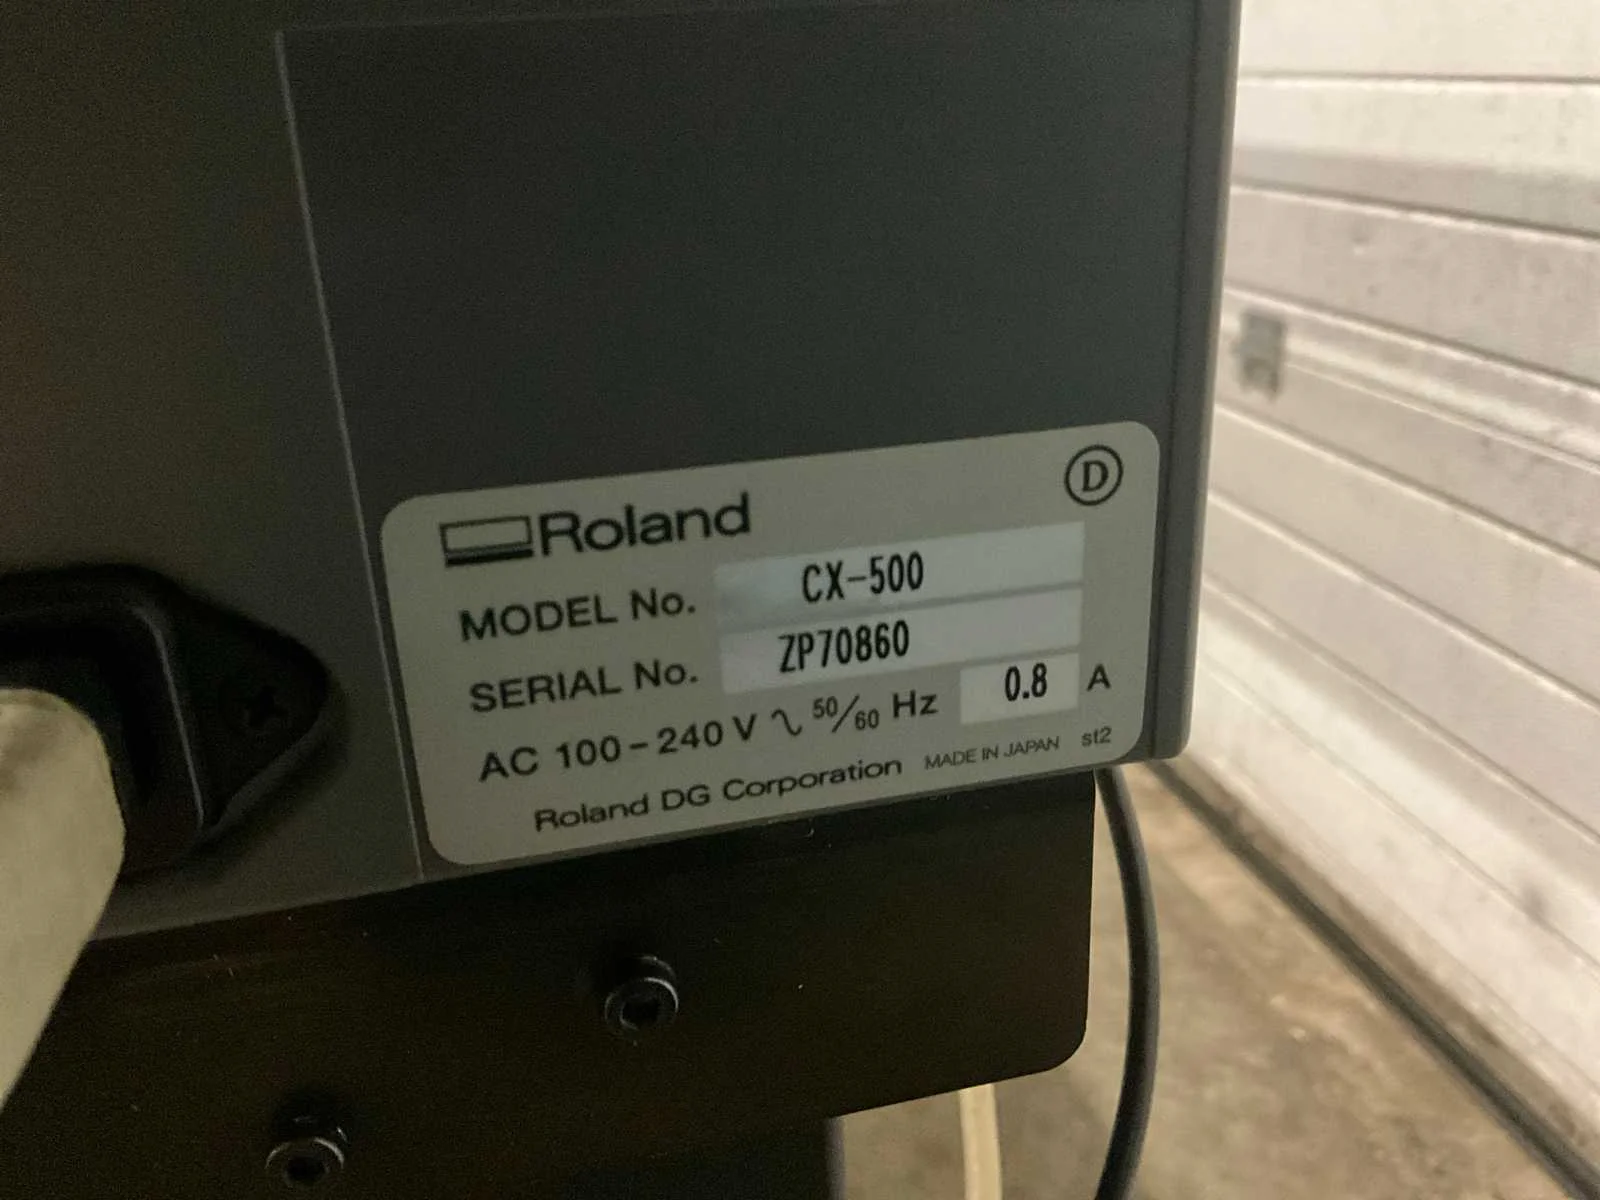 Roland D
MODEL No. CX-500
SERIAL No. ZP70860
AC 100-240 V ∿ 50/60 Hz 0.8 A
Roland DG Corporation MADE IN JAPAN st2